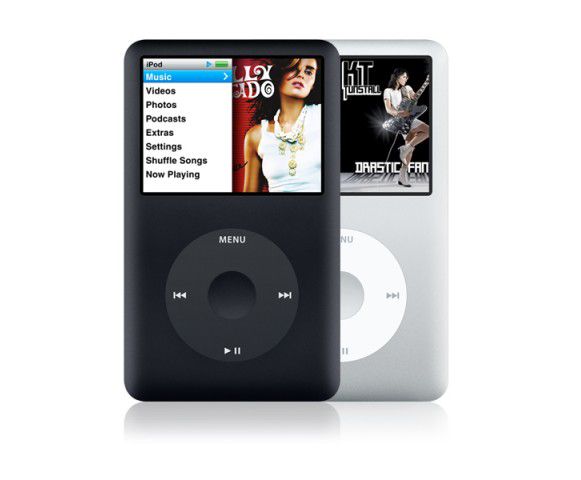 iPod
Music
Videos
Photos
Podcasts
Extras
Settings
Shuffle Songs
Now Playing
LLY
ADO
MENU
KT
TUNSTALL
DRASTIC FAN
NU